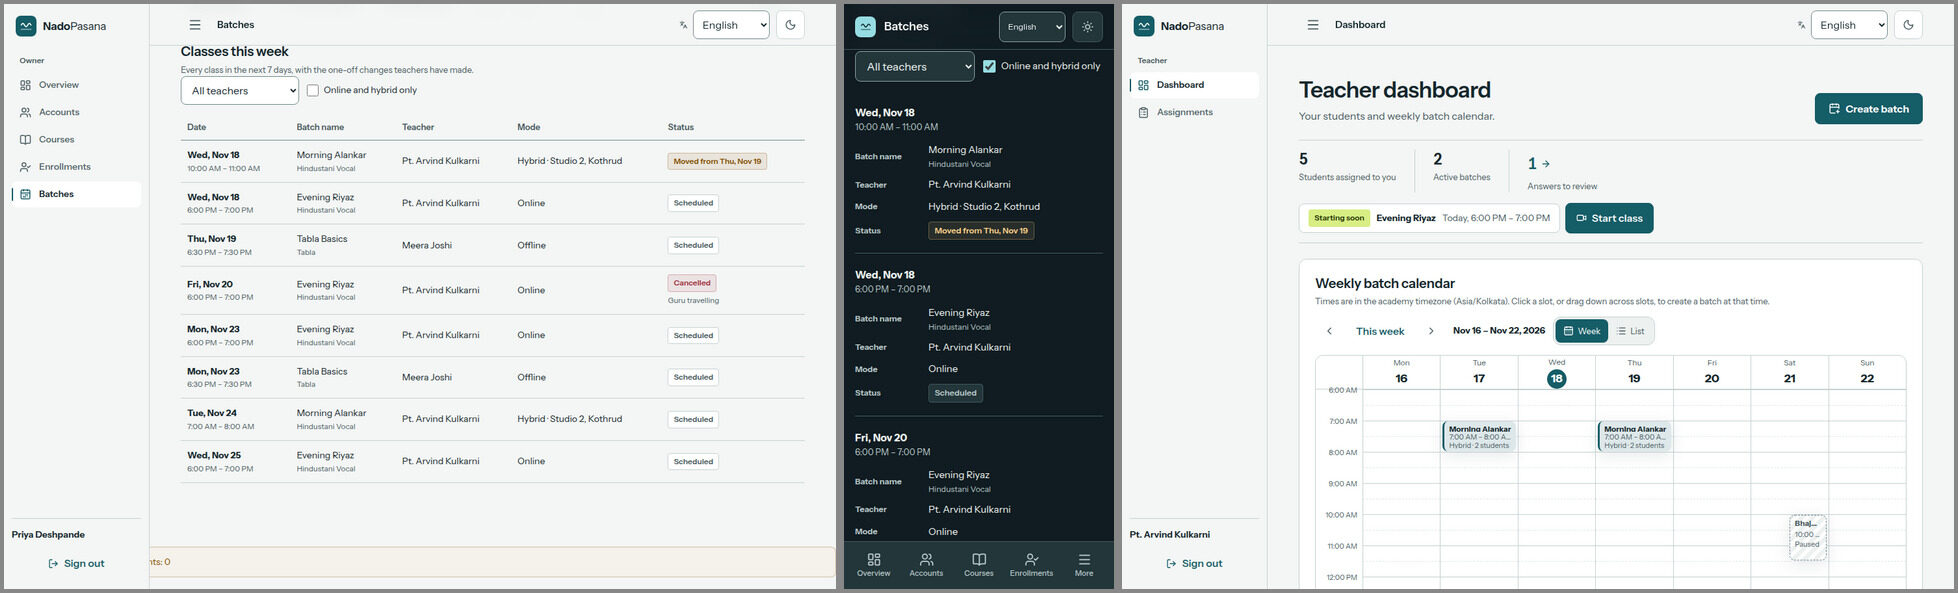 NadoPasana
Owner
Overview
Accounts
Courses
Enrollments
Batches
Priya Deshpande
Sign out
Batches
English
Classes this week
Every class in the next 7 days, with the one-off changes teachers have made.
All teachers
Online and hybrid only
Date Batch name Teacher Mode Status
Wed, Nov 18 Morning Alankar Pt. Arvind Kulkarni Hybrid · Studio 2, Kothrud Moved from Thu, Nov 19
10:00 AM – 11:00 AM Hindustani Vocal
Wed, Nov 18 Evening Riyaz Pt. Arvind Kulkarni Online Scheduled
6:00 PM – 7:00 PM Hindustani Vocal
Thu, Nov 19 Tabla Basics Meera Joshi Offline Scheduled
6:30 PM – 7:30 PM Tabla
Fri, Nov 20 Evening Riyaz Pt. Arvind Kulkarni Online Cancelled
6:00 PM – 7:00 PM Hindustani Vocal Guru travelling
Mon, Nov 23 Evening Riyaz Pt. Arvind Kulkarni Online Scheduled
6:00 PM – 7:00 PM Hindustani Vocal
Mon, Nov 23 Tabla Basics Meera Joshi Offline Scheduled
6:30 PM – 7:30 PM Tabla
Tue, Nov 24 Morning Alankar Pt. Arvind Kulkarni Hybrid · Studio 2, Kothrud Scheduled
7:00 AM – 8:00 AM Hindustani Vocal
Wed, Nov 25 Evening Riyaz Pt. Arvind Kulkarni Online Scheduled
6:00 PM – 7:00 PM Hindustani Vocal
nts: 0
Batches
English
All teachers
Online and hybrid only
Wed, Nov 18
10:00 AM – 11:00 AM
Batch name Morning Alankar
Hindustani Vocal
Teacher Pt. Arvind Kulkarni
Mode Hybrid · Studio 2, Kothrud
Status Moved from Thu, Nov 19
Wed, Nov 18
6:00 PM – 7:00 PM
Batch name Evening Riyaz
Hindustani Vocal
Teacher Pt. Arvind Kulkarni
Mode Online
Status Scheduled
Fri, Nov 20
6:00 PM – 7:00 PM
Batch name Evening Riyaz
Hindustani Vocal
Teacher Pt. Arvind Kulkarni
Mode Online
Overview Accounts Courses Enrollments More
NadoPasana
Teacher
Dashboard
Assignments
Pt. Arvind Kulkarni
Sign out
Dashboard
English
Teacher dashboard
Your students and weekly batch calendar.
Create batch
5 2 1 →
Students assigned to you Active batches Answers to review
Starting soon Evening Riyaz Today, 6:00 PM – 7:00 PM Start class
Weekly batch calendar
Times are in the academy timezone (Asia/Kolkata). Click a slot, or drag down across slots, to create a batch at that time.
This week Nov 16 – Nov 22, 2026 Week List
Mon Tue Wed Thu Fri Sat Sun
16 17 18 19 20 21 22
6:00 AM
7:00 AM
Morning Alankar Morning Alankar
7:00 AM – 8:00 A... 7:00 AM – 8:00 A...
Hybrid · 2 students Hybrid · 2 students
8:00 AM
9:00 AM
10:00 AM
Bhaj...
10:00 ...
Paused
11:00 AM
12:00 PM